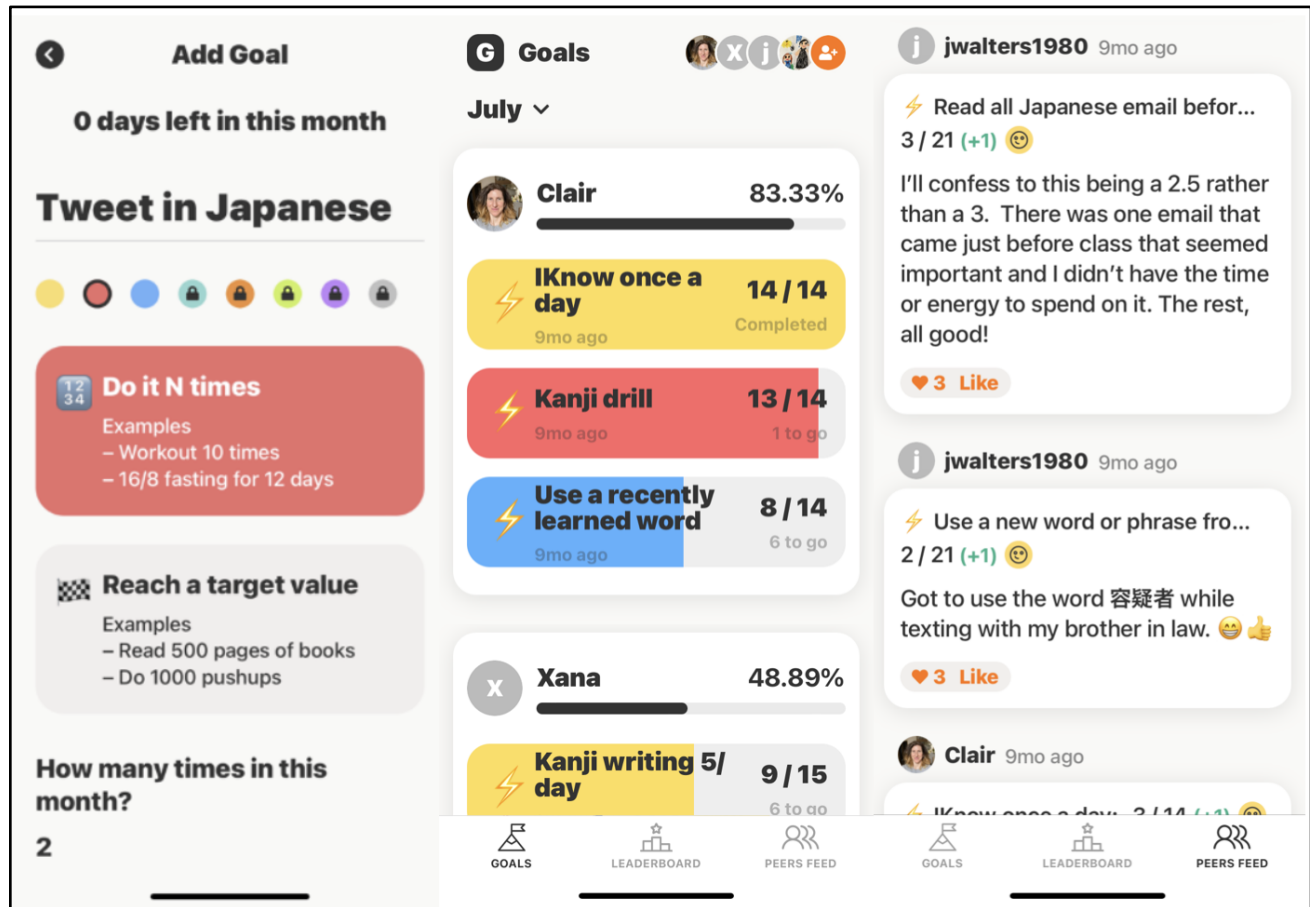 Add Goal
0 days left in this month
Tweet in Japanese
🔢 Do it N times
Examples
– Workout 10 times
– 16/8 fasting for 12 days
Reach a target value
Examples
– Read 500 pages of books
– Do 1000 pushups
How many times in this
month?
2
G Goals
X j
July
Clair 83.33%
IKnow once a
day
14 / 14
9mo ago
Completed
Kanji drill 13 / 14
9mo ago 1 to go
Use a recently
learned word
8 / 14
9mo ago
6 to go
X Xana 48.89%
Kanji writing 5/
day
9 / 15
6 to go
GOALS LEADERBOARD PEERS FEED
j jwalters1980 9mo ago
⚡ Read all Japanese email befor...
3 / 21 (+1)
I’ll confess to this being a 2.5 rather
than a 3. There was one email that
came just before class that seemed
important and I didn’t have the time
or energy to spend on it. The rest,
all good!
3 Like
j jwalters1980 9mo ago
⚡ Use a new word or phrase fro...
2 / 21 (+1)
Got to use the word 容疑者 while
texting with my brother in law. 😁👍
3 Like
Clair 9mo ago
IKnow once a day: 3 / 14 (+1)
GOALS LEADERBOARD PEERS FEED